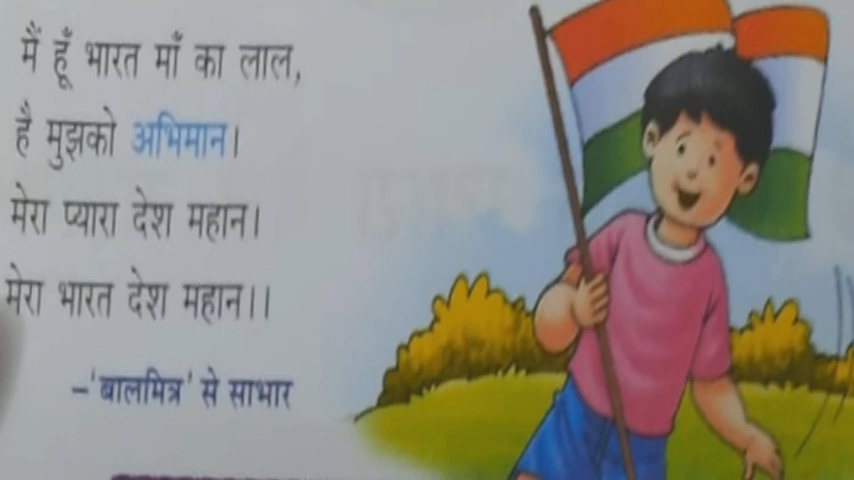 मैं हूँ भारत माँ का लाल,
है मुझको अभिमान।
मेरा प्यारा देश महान।
मेरा भारत देश महान।।
–'बालमित्र' से साभार